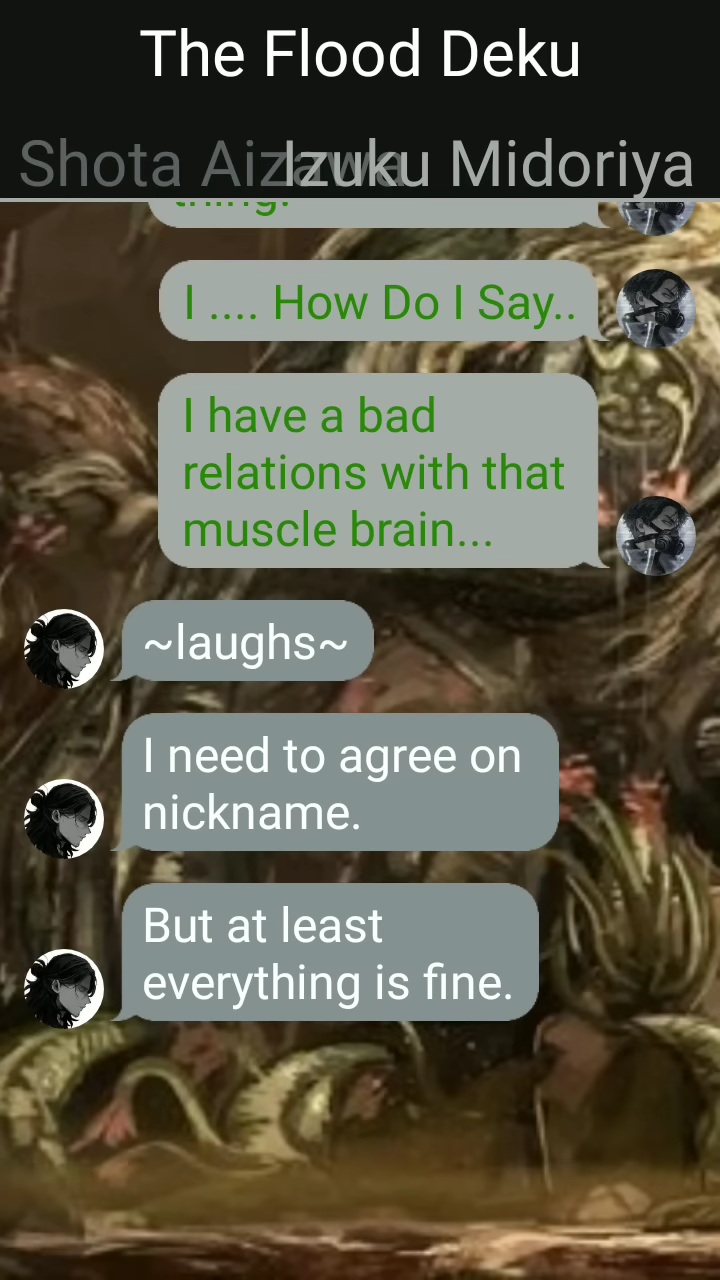 The Flood Deku
Shota Aizawa Izuku Midoriya
thing.
I .... How Do I Say..
I have a bad
relations with that
muscle brain...
~laughs~
I need to agree on
nickname.
But at least
everything is fine.